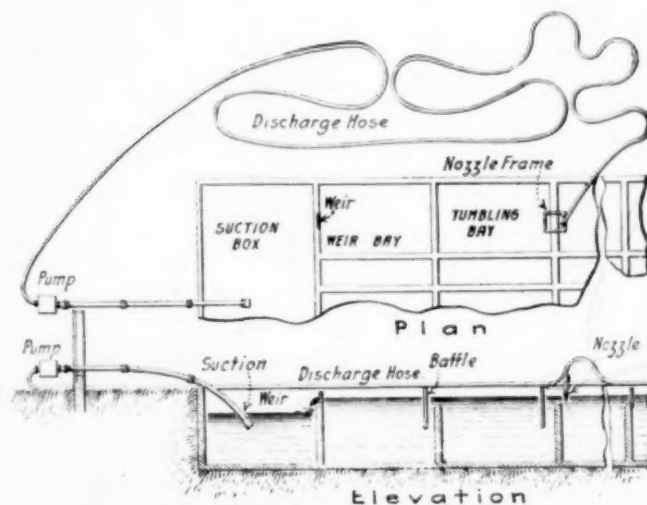 Discharge Hose
Nozzle Frame
Weir
SUCTION
BOX
WEIR BAY
TUMBLING
BAY
Pump
Plan
Pump
Suction
Discharge Hose
Baffle
Nozzle
Weir
Elevation